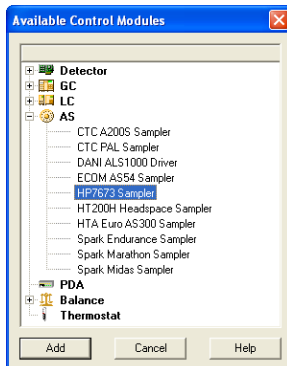 Available Control Modules
Detector
GC
LC
AS
CTC A200S Sampler
CTC PAL Sampler
DANI ALS1000 Driver
ECOM AS54 Sampler
HP7673 Sampler
HT200H Headspace Sampler
HTA Euro AS300 Sampler
Spark Endurance Sampler
Spark Marathon Sampler
Spark Midas Sampler
PDA
Balance
Thermostat
Add Cancel Help